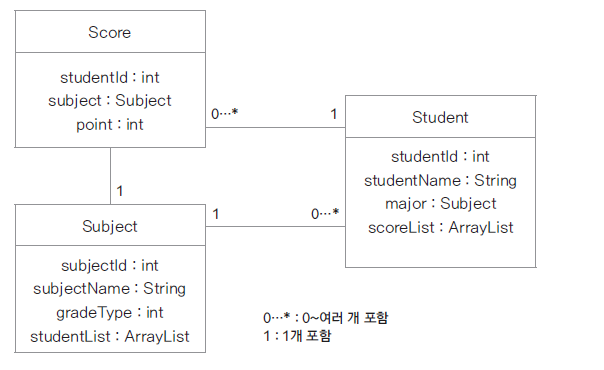 Score
studentId : int
subject : Subject
point : int
0…*
1
Student
studentId : int
studentName : String
major : Subject
scoreList : ArrayList
1
Subject
subjectId : int
subjectName : String
gradeType : int
studentList : ArrayList
1
0…*
0…* : 0~여러 개 포함
1 : 1개 포함